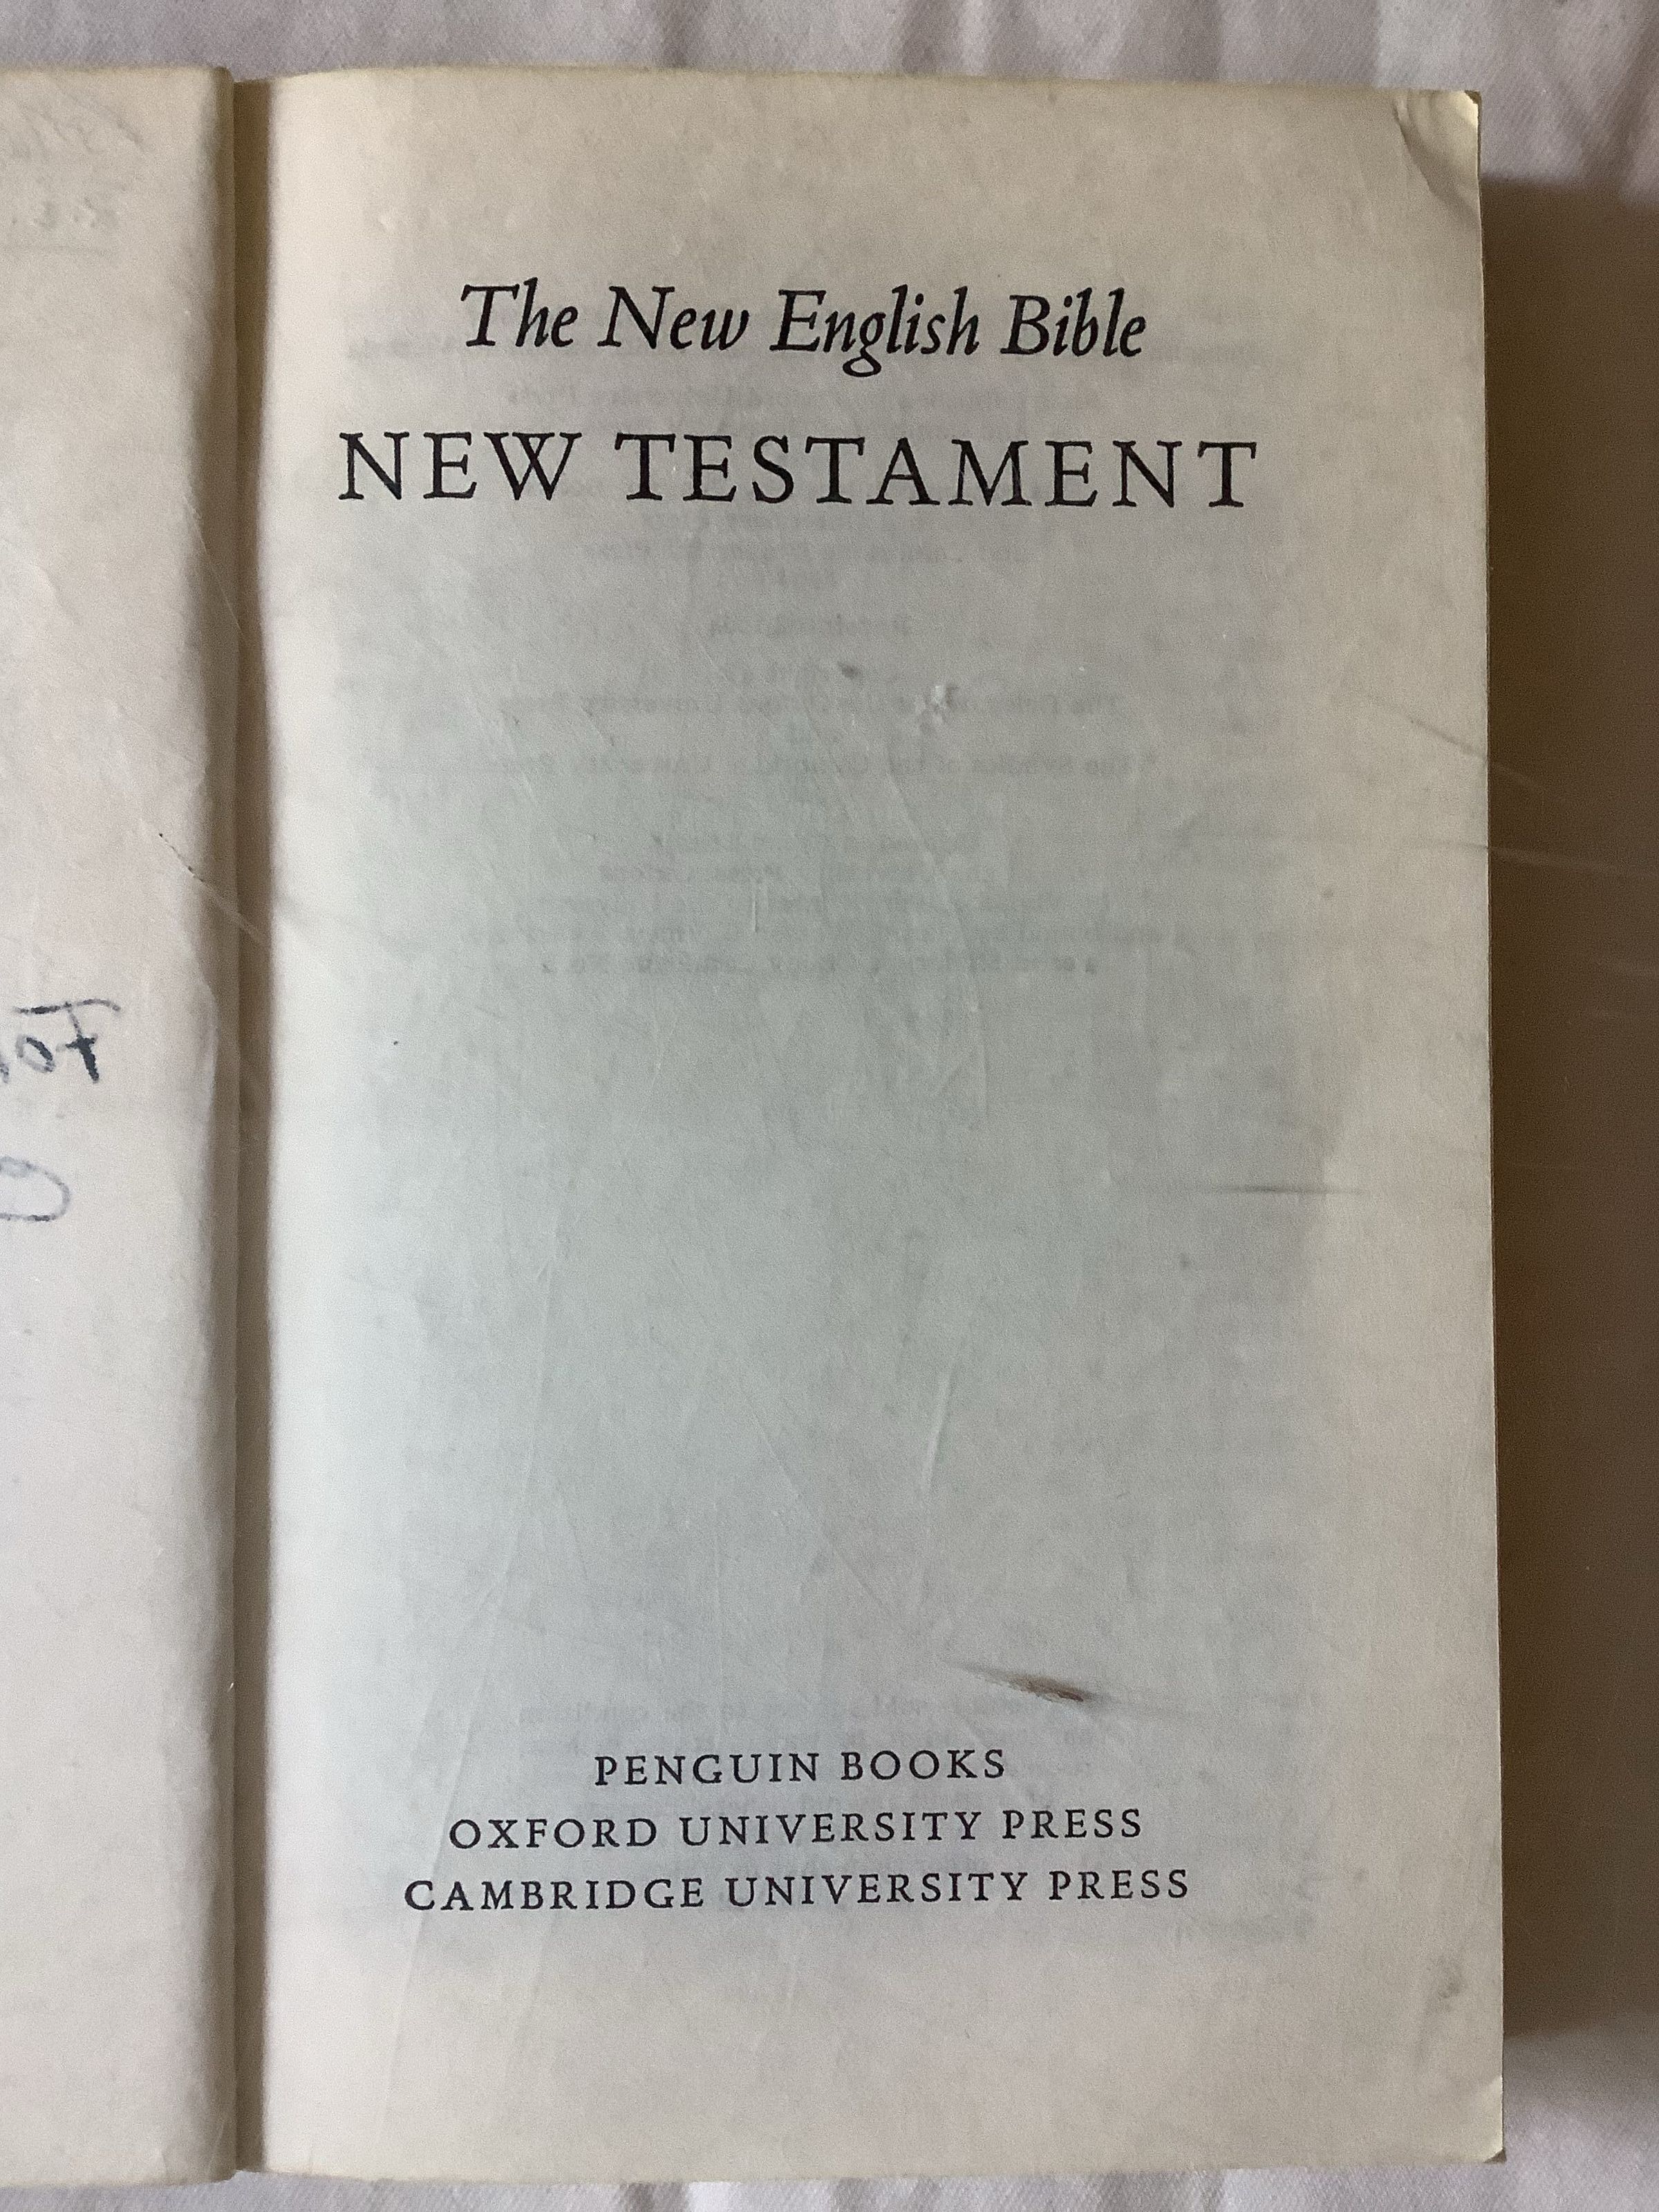 The New English Bible
NEW TESTAMENT
PENGUIN BOOKS
OXFORD UNIVERSITY PRESS
CAMBRIDGE UNIVERSITY PRESS